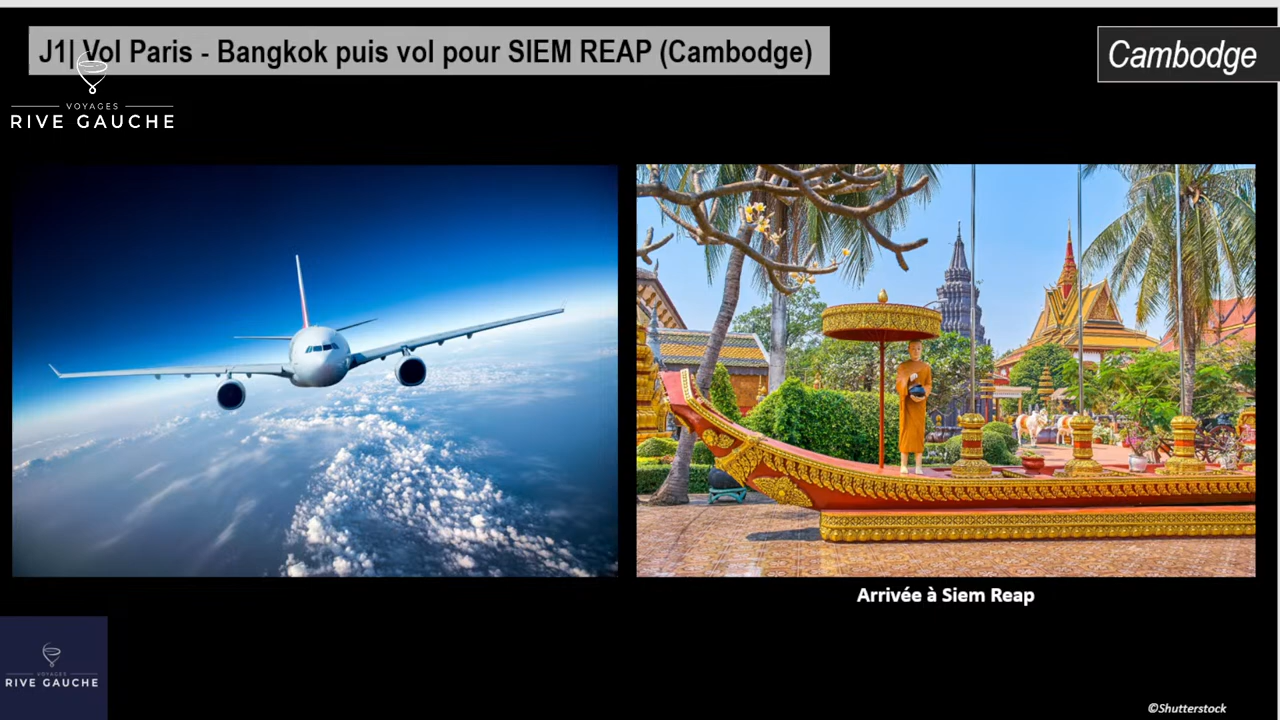 J1| Vol Paris - Bangkok puis vol pour SIEM REAP (Cambodge)
Cambodge
VOYAGES
RIVE GAUCHE
Arrivée à Siem Reap
VOYAGES
RIVE GAUCHE
©Shutterstock